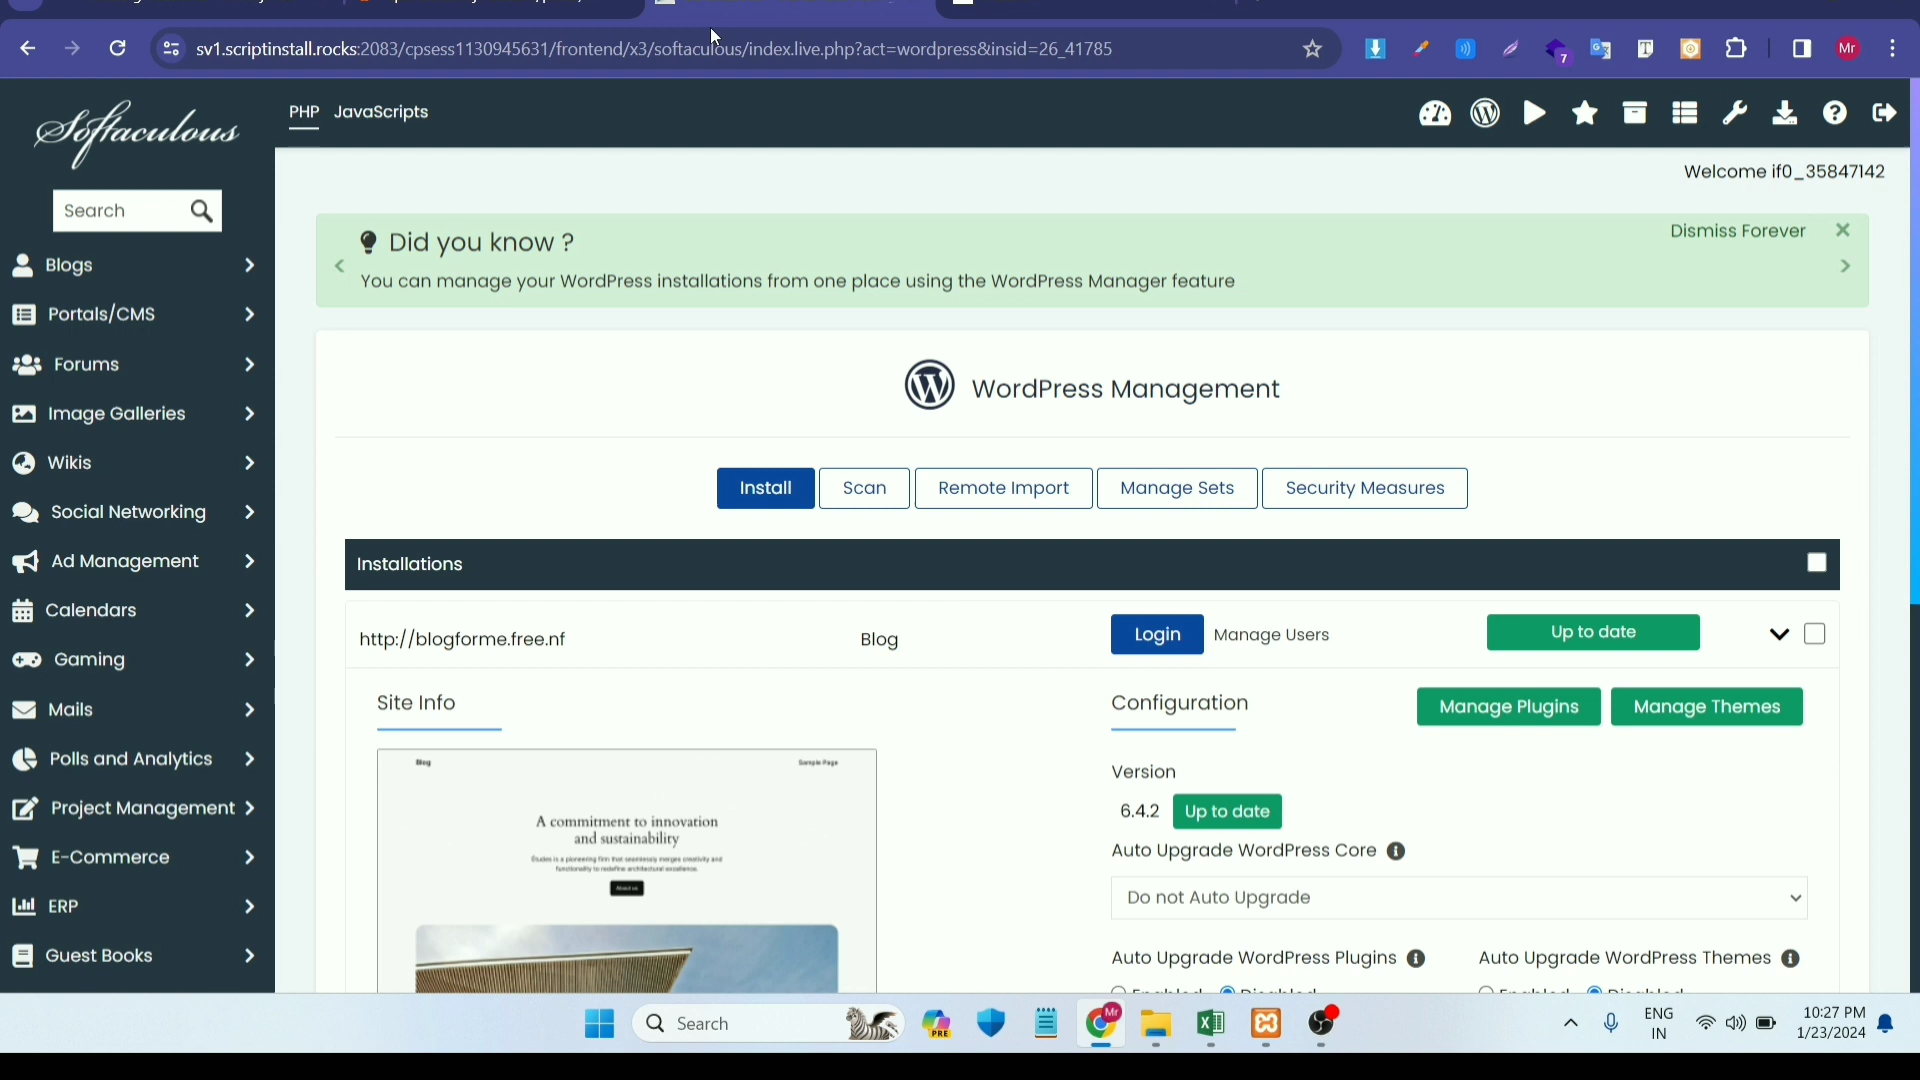 sv1.scriptinstall.rocks:2083/cpsess1130945631/frontend/x3/softaculous/index.live.php?act=wordpress&insid=26_41785
7
Mr
Softaculous
PHP JavaScripts
Welcome if0_35847142
Search
Blogs
Portals/CMS
Forums
Image Galleries
Wikis
Social Networking
Ad Management
Calendars
Gaming
Mails
Polls and Analytics
Project Management
E-Commerce
ERP
Guest Books
Did you know ?
Dismiss Forever
You can manage your WordPress installations from one place using the WordPress Manager feature
WordPress Management
Install Scan Remote Import Manage Sets Security Measures
Installations
http://blogforme.free.nf Blog Login Manage Users Up to date
Site Info
Blog Sample Page
A commitment to innovation
and sustainability
Études is a pioneering firm that seamlessly merges creativity and
functionality to redefine architectural excellence.
About us
Configuration Manage Plugins Manage Themes
Version
6.4.2 Up to date
Auto Upgrade WordPress Core
Do not Auto Upgrade
Auto Upgrade WordPress Plugins Auto Upgrade WordPress Themes
Enabled Disabled Enabled Disabled
Search
PRE
Mr
ENG
IN
10:27 PM
1/23/2024